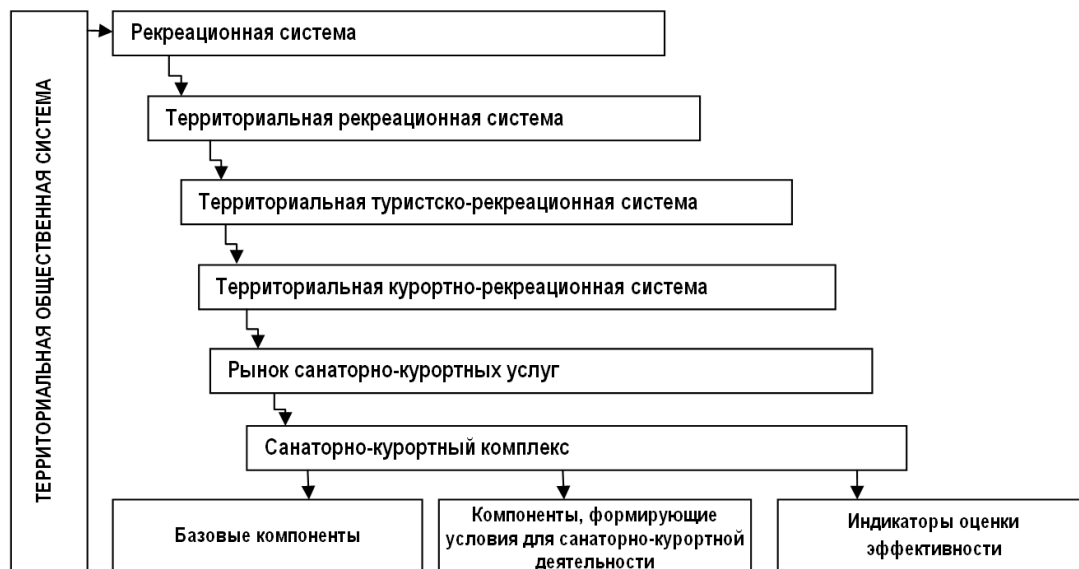 ТЕРРИТОРИАЛЬНАЯ ОБЩЕСТВЕННАЯ СИСТЕМА
Рекреационная система
Территориальная рекреационная система
Территориальная туристско-рекреационная система
Территориальная курортно-рекреационная система
Рынок санаторно-курортных услуг
Санаторно-курортный комплекс
Базовые компоненты
Компоненты, формирующие
условия для санаторно-курортной
деятельности
Индикаторы оценки
эффективности